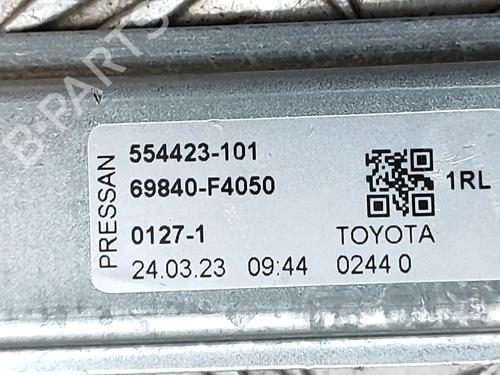 B-PARTS
PRESSAN
554423-101
69840-F4050
1RL
0127-1 TOYOTA
24.03.23 09:44 0244 0